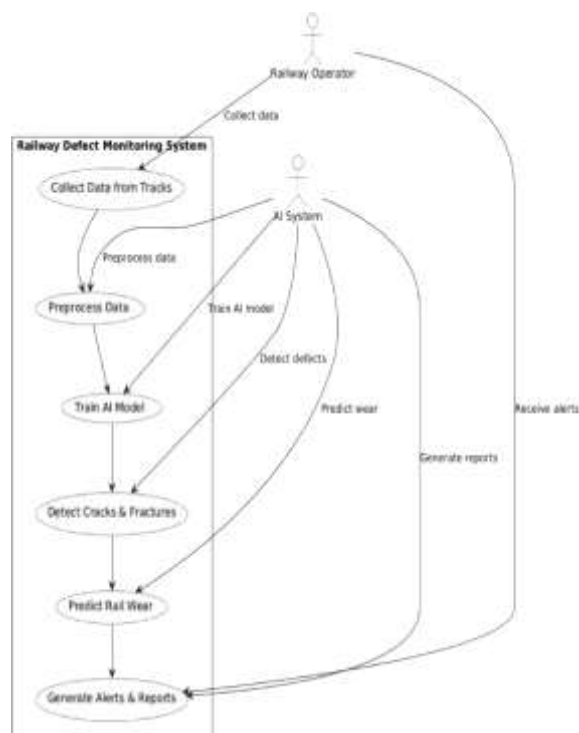 Railway Operator
Collect data
Railway Defect Monitoring System
Collect Data from Tracks
AI System
Preprocess data
Preprocess Data
Train AI model
Detect defects
Train AI Model
Predict wear
Receive alerts
Generate reports
Detect Cracks & Fractures
Predict Rail Wear
Generate Alerts & Reports